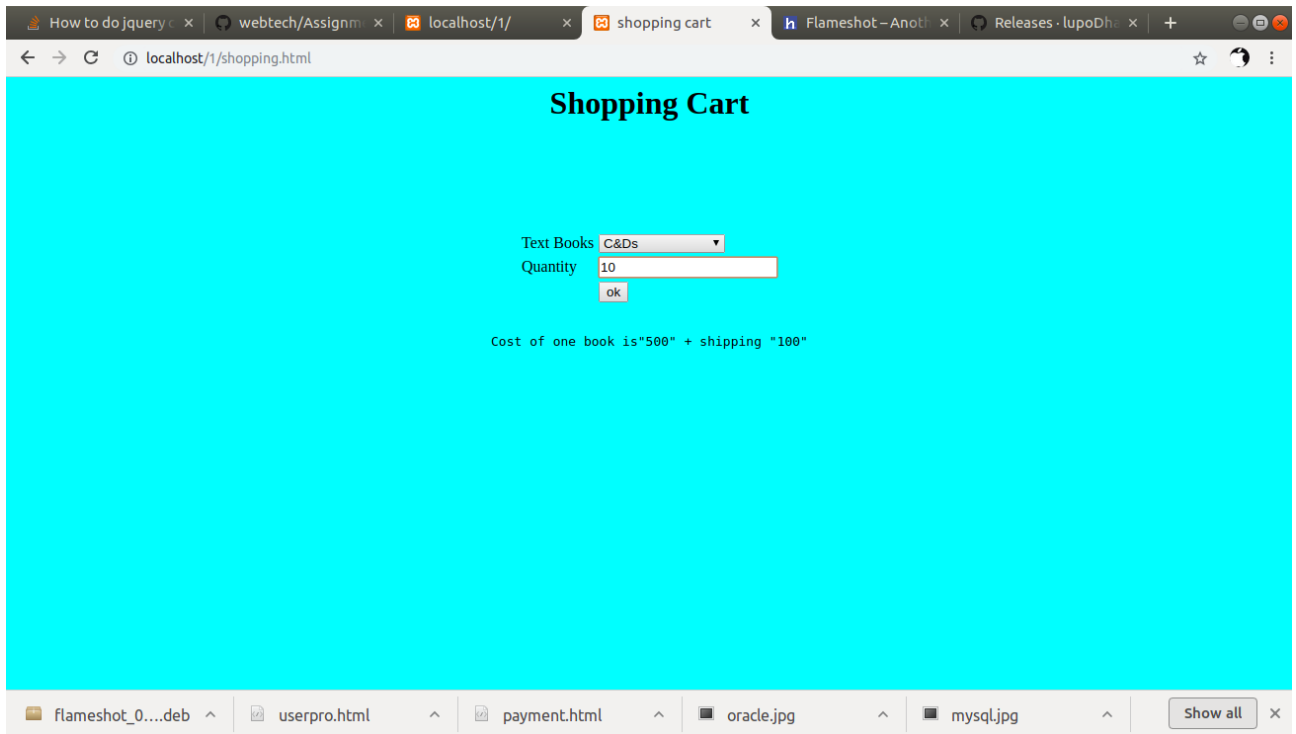 How to do jquery c
webtech/Assignm
localhost/1/
shopping cart
Flameshot – Anoth
Releases · lupoDha
localhost/1/shopping.html
Shopping Cart
Text Books C&Ds
Quantity 10
ok
Cost of one book is"500" + shipping "100"
flameshot_0....deb
userpro.html
payment.html
oracle.jpg
mysql.jpg
Show all